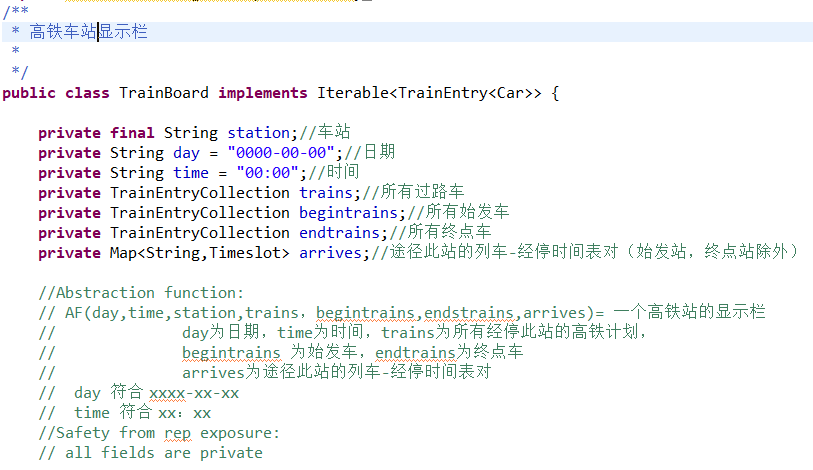 /**
 * 高铁车站显示栏
 *
 */
public class TrainBoard implements Iterable<TrainEntry<Car>> {
private final String station;//车站
private String day = "0000-00-00";//日期
private String time = "00:00";//时间
private TrainEntryCollection trains;//所有过路车
private TrainEntryCollection begintrains;//所有始发车
private TrainEntryCollection endtrains;//所有终点车
private Map<String,Timeslot> arrives;//途径此站的列车-经停时间表对（始发站，终点站除外）
//Abstraction function:
// AF(day,time,station,trains，begintrains,endstrains,arrives)= 一个高铁站的显示栏
// day为日期，time为时间，trains为所有经停此站的高铁计划，
// begintrains 为始发车，endtrains为终点车
// arrives为途径此站的列车-经停时间表对
// day 符合 xxxx-xx-xx
// time 符合 xx：xx
//Safety from rep exposure:
// all fields are private